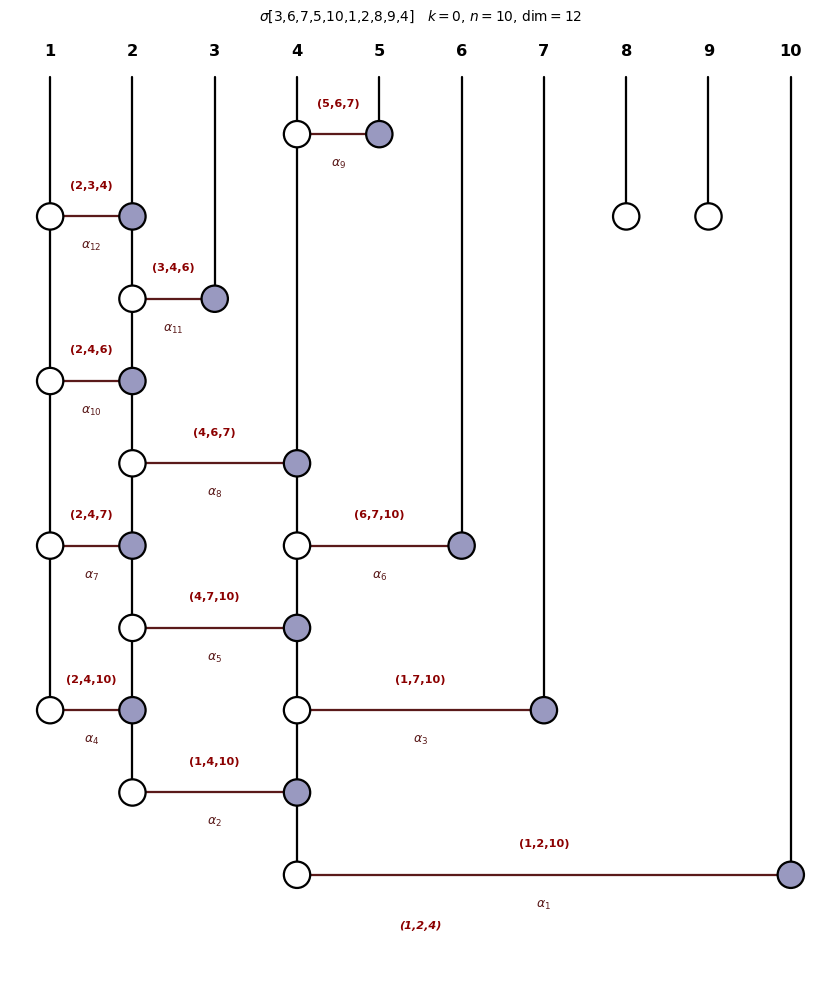 σ[3,6,7,5,10,1,2,8,9,4]   k=0, n=10, dim=12
1 2 3 4 5 6 7 8 9 10
(5,6,7)
α9
(2,3,4)
α12
(3,4,6)
α11
(2,4,6)
α10
(4,6,7)
α8
(2,4,7) (6,7,10)
α7 α6
(4,7,10)
α5
(2,4,10) (1,7,10)
α4 α3
(1,4,10)
α2
(1,2,10)
α1
(1,2,4)